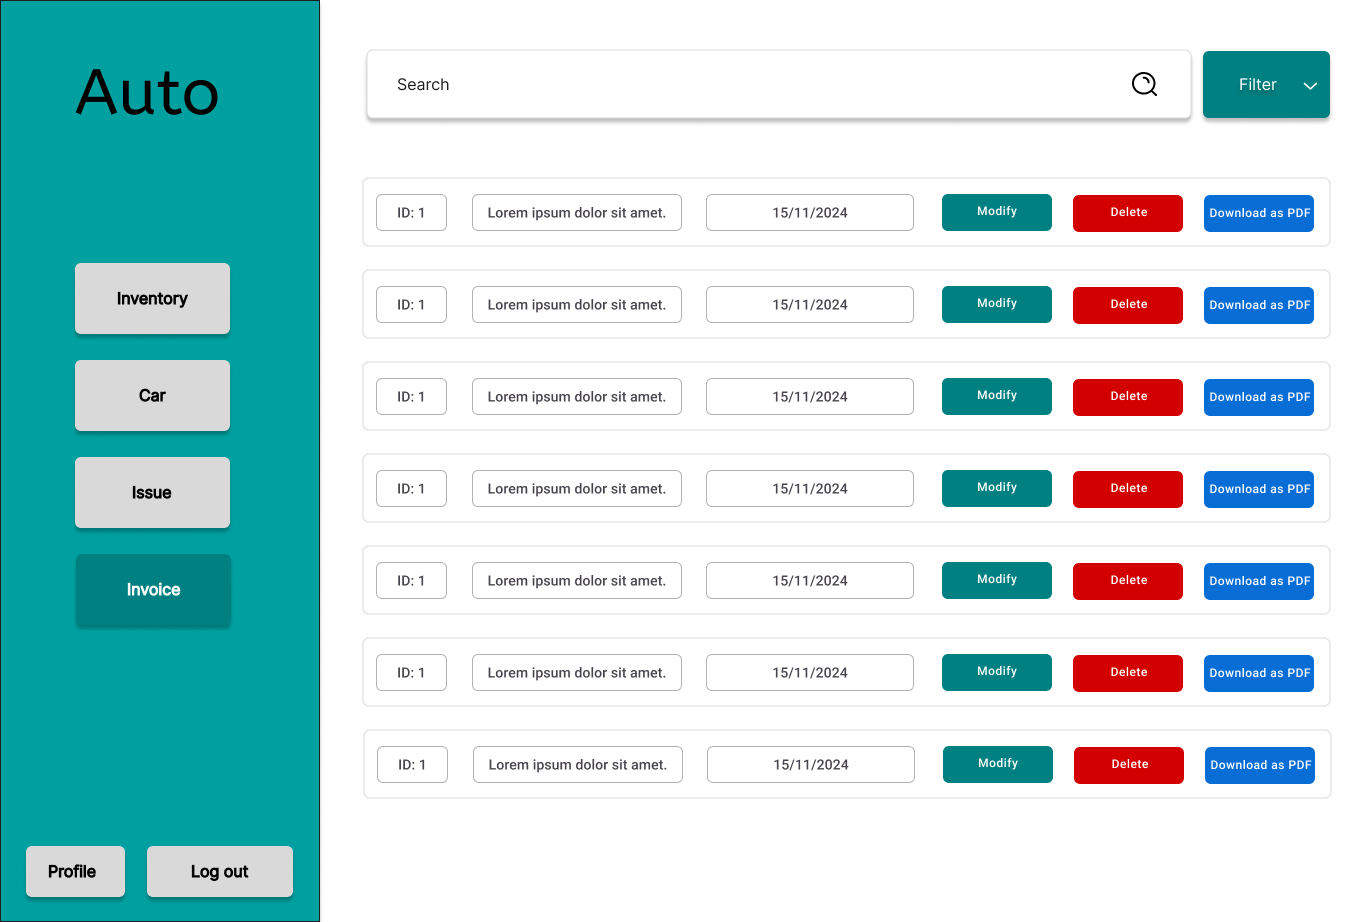 Auto
Inventory
Car
Issue
Invoice
Profile Log out
Search Filter
ID: 1 Lorem ipsum dolor sit amet. 15/11/2024 Modify Delete Download as PDF
ID: 1 Lorem ipsum dolor sit amet. 15/11/2024 Modify Delete Download as PDF
ID: 1 Lorem ipsum dolor sit amet. 15/11/2024 Modify Delete Download as PDF
ID: 1 Lorem ipsum dolor sit amet. 15/11/2024 Modify Delete Download as PDF
ID: 1 Lorem ipsum dolor sit amet. 15/11/2024 Modify Delete Download as PDF
ID: 1 Lorem ipsum dolor sit amet. 15/11/2024 Modify Delete Download as PDF
ID: 1 Lorem ipsum dolor sit amet. 15/11/2024 Modify Delete Download as PDF